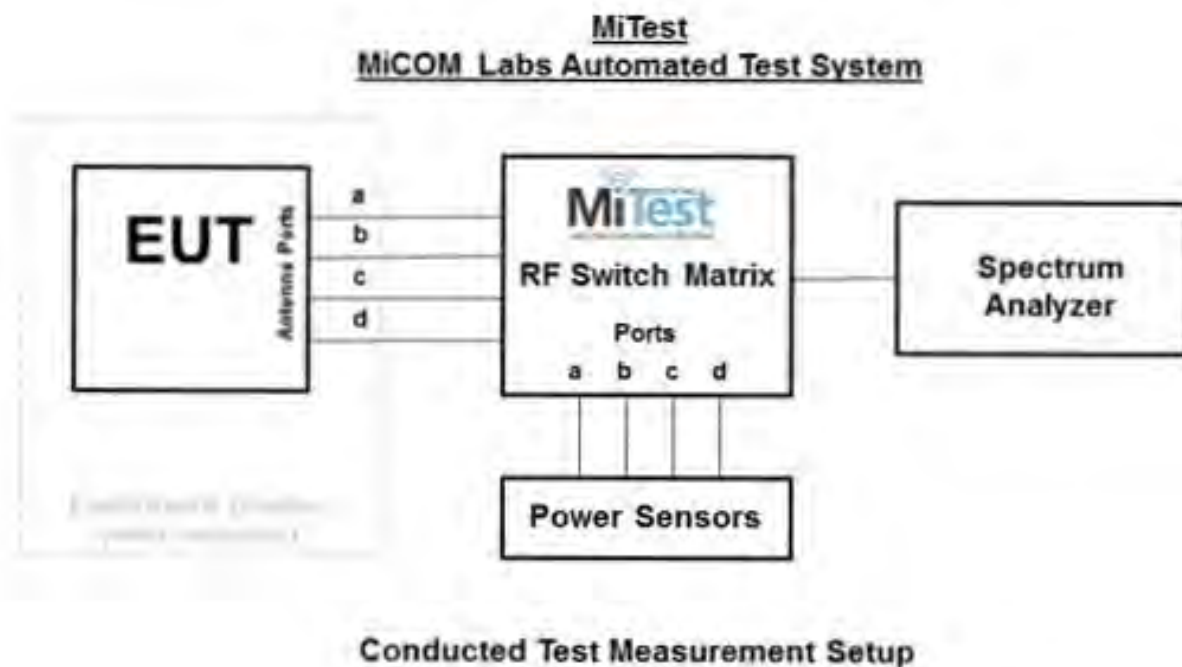 MiTest
MiCOM Labs Automated Test System
EUT
Antenna Ports
a
b
c
d
MiTest
RF Switch Matrix
Ports
a b c d
Spectrum
Analyzer
Power Sensors
Conducted Test Measurement Setup